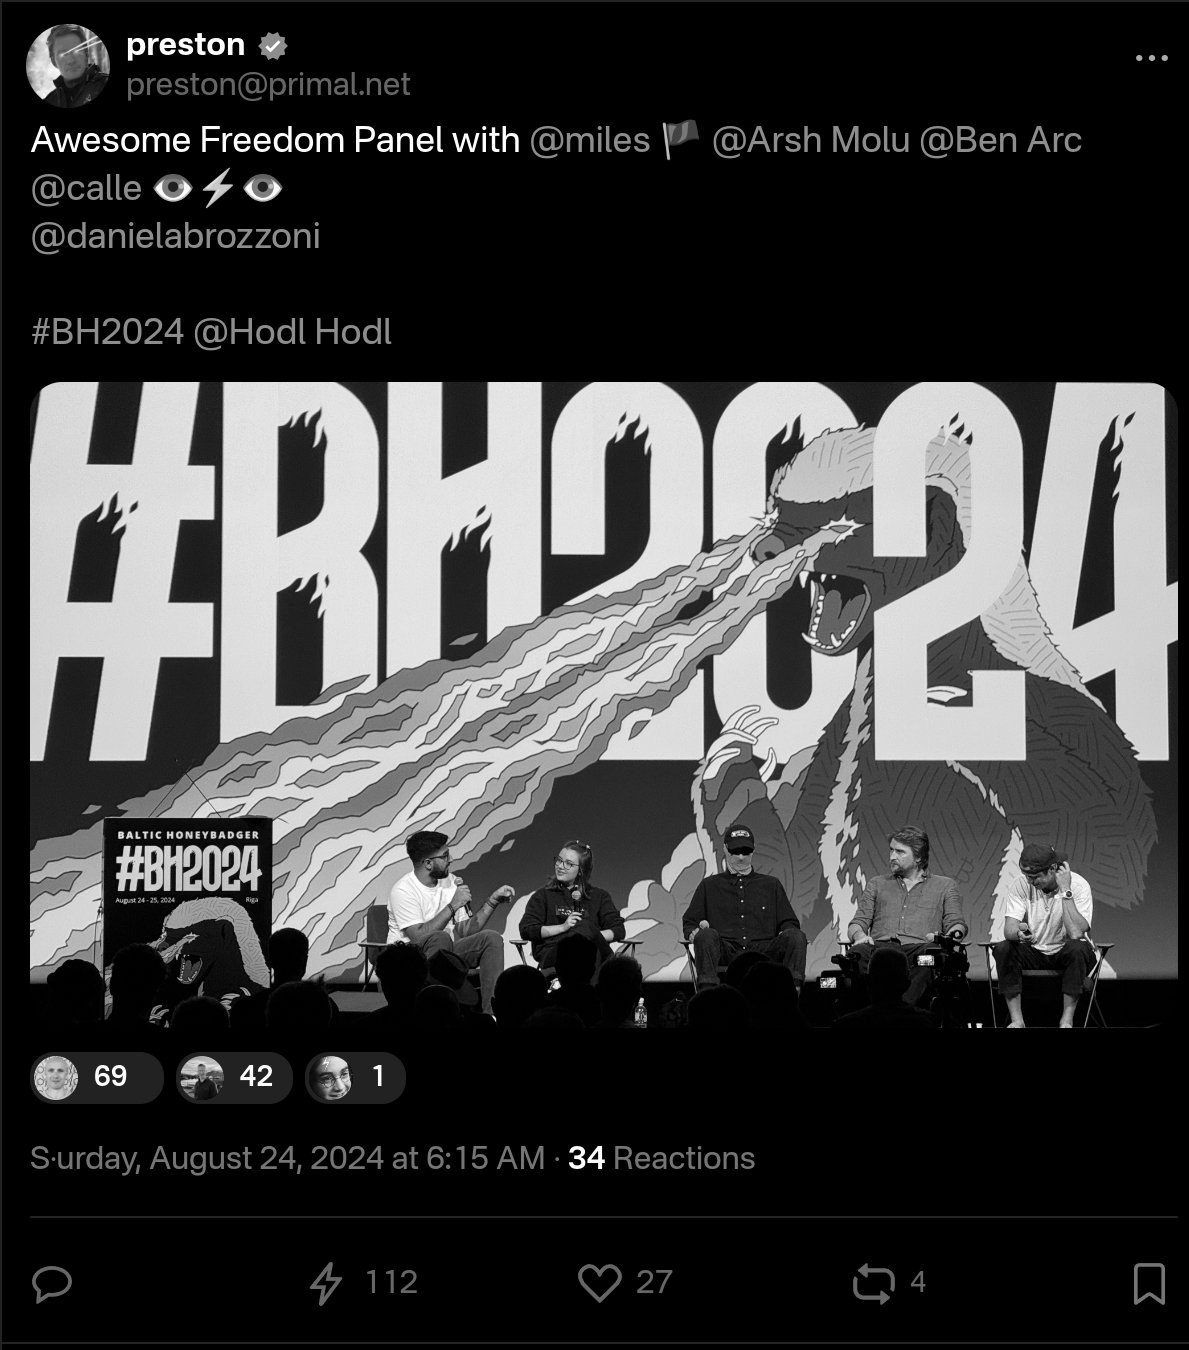 preston
preston@primal.net
Awesome Freedom Panel with @miles 🏴 @Arsh Molu @Ben Arc
@calle 👁️⚡👁️
@danielabrozzoni
#BH2024 @Hodl Hodl
#BH2024
BALTIC HONEYBADGER
#BH2024
August 24 - 25, 2024 Riga
69 42 1
S·urday, August 24, 2024 at 6:15 AM · 34 Reactions
112 27 4